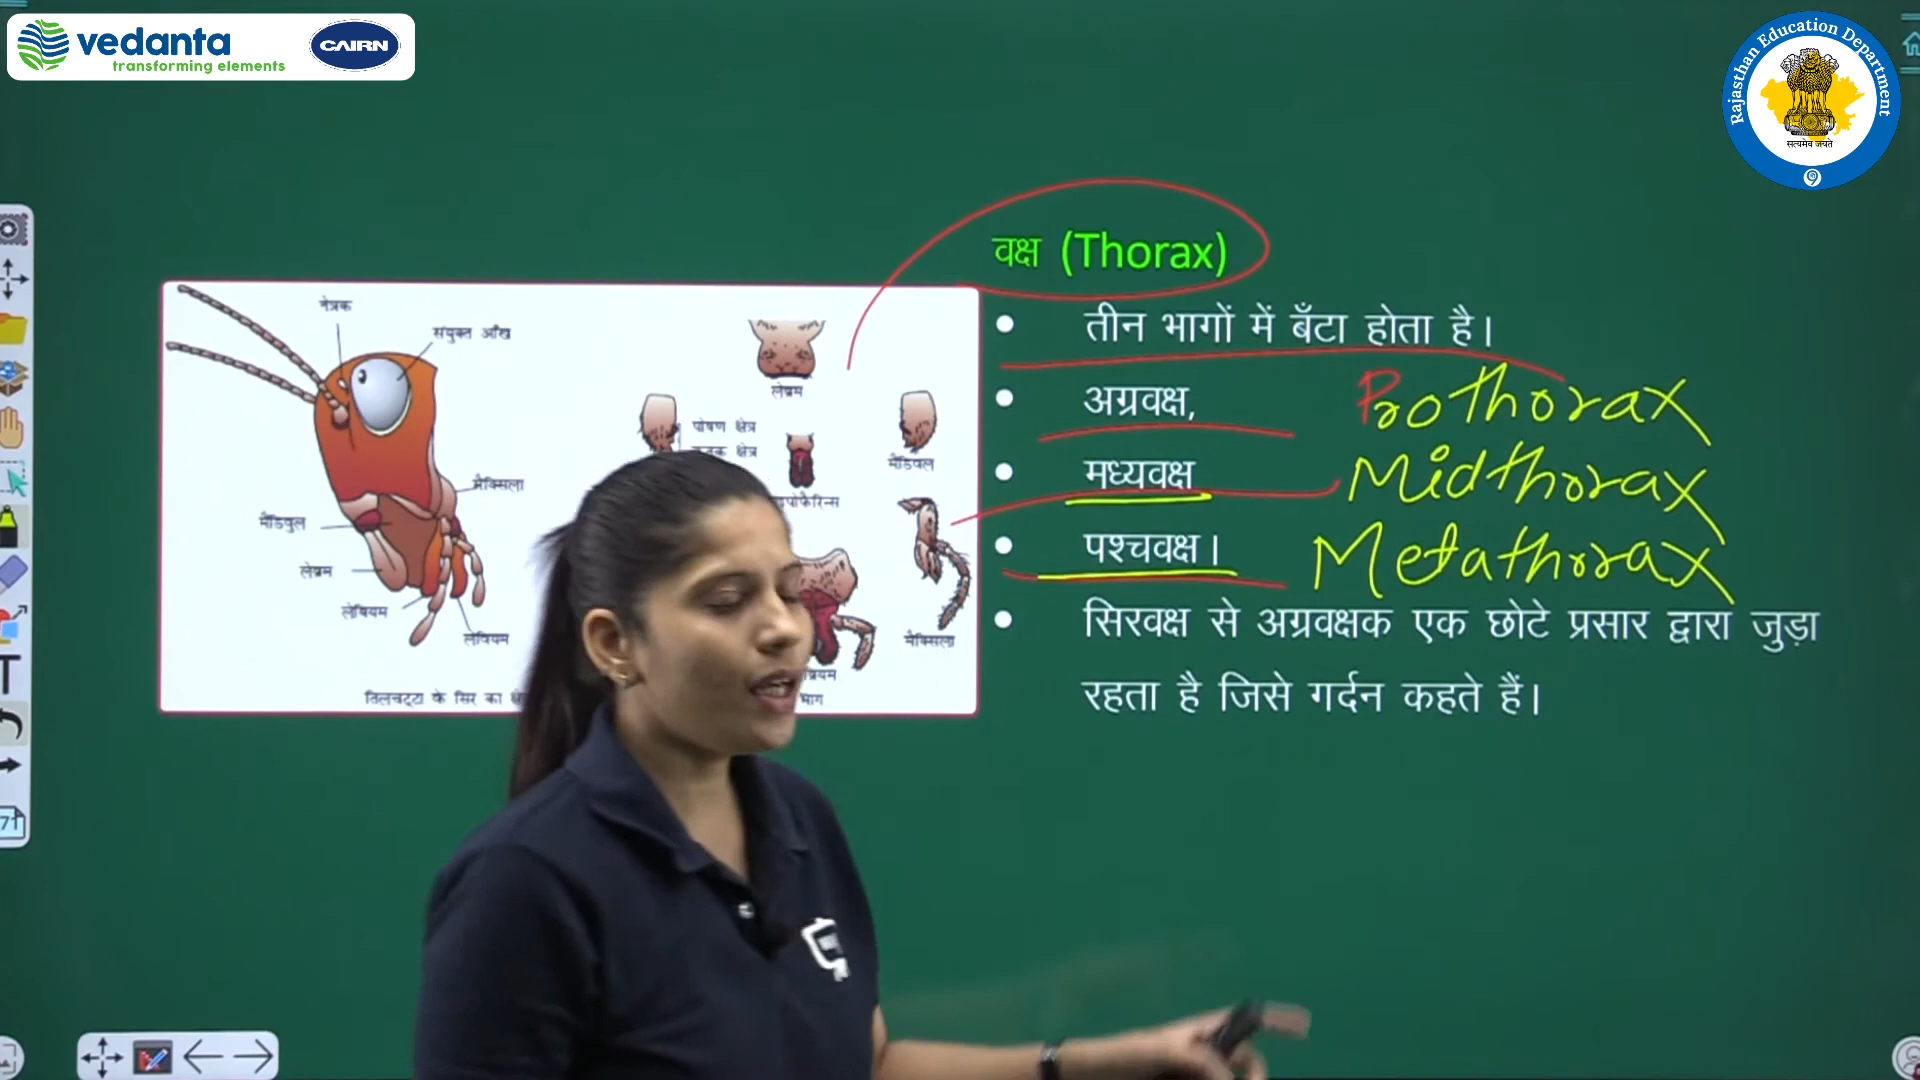 vedanta
transforming elements
CAIRN
Rajasthan Education Department
सत्यमेव जयते
वक्ष (Thorax)
तीन भागों में बँटा होता है।
अग्रवक्ष,
Prothorax
मध्यवक्ष
Midthorax
पश्चवक्ष।
Metathorax
सिरवक्ष से अग्रवक्षक एक छोटे प्रसार द्वारा जुड़ा
रहता है जिसे गर्दन कहते हैं।
नेत्रक
संयुक्त आँख
मैक्सिला
मैंडिबुल
लेब्रम
लेबियम
लेबियम
लेब्रम
पोषण क्षेत्र
क्षेत्र
मैंडिबल
मैक्सिला
तिलचट्टा के सिर का
भाग